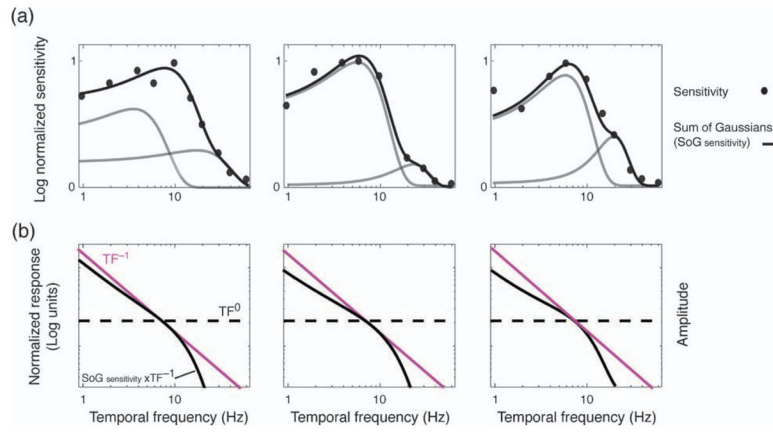 (a)
Log normalized sensitivity
1
0
1
10
1
0
1
10
1
0
1
10
Sensitivity
Sum of Gaussians
(SoG sensitivity)
(b)
Normalized response
(Log units)
TF⁻¹
TF⁰
SoG sensitivity xTF⁻¹
Amplitude
1
10
1
10
1
10
Temporal frequency (Hz)
Temporal frequency (Hz)
Temporal frequency (Hz)